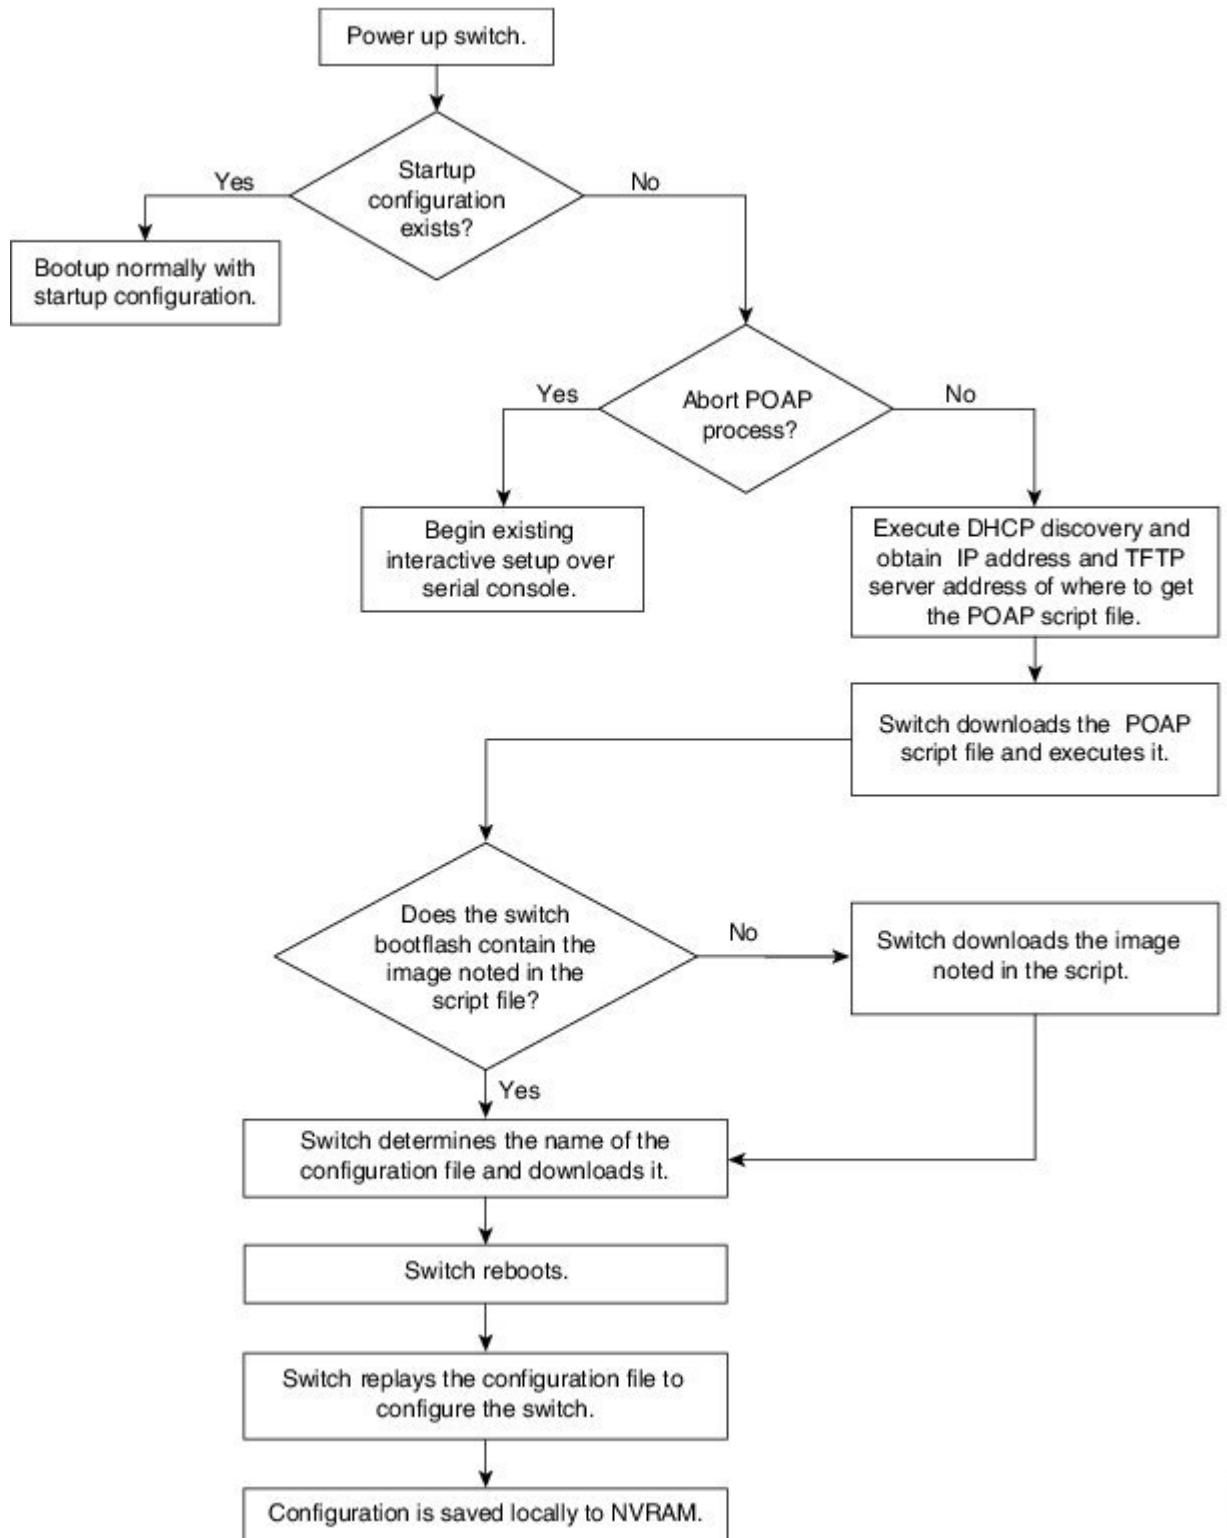 Power up switch.
Startup
configuration
exists?
Yes
No
Bootup normally with
startup configuration.
Abort POAP
process?
Yes
No
Begin existing
interactive setup over
serial console.
Execute DHCP discovery and
obtain IP address and TFTP
server address of where to get
the POAP script file.
Switch downloads the POAP
script file and executes it.
Does the switch
bootflash contain the
image noted in the
script file?
No
Switch downloads the image
noted in the script.
Yes
Switch determines the name of the
configuration file and downloads it.
Switch reboots.
Switch replays the configuration file to
configure the switch.
Configuration is saved locally to NVRAM.